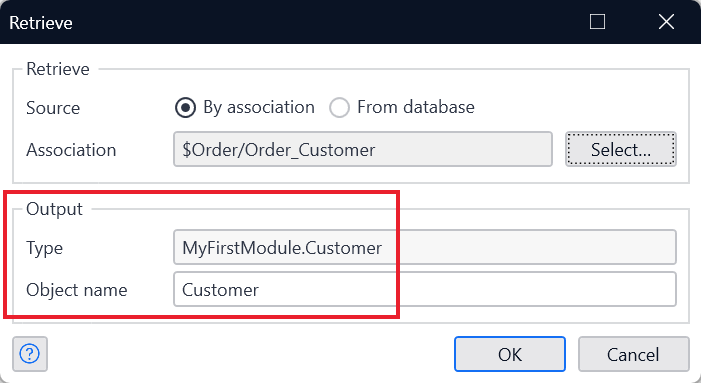 Retrieve
Retrieve
Source By association From database
Association $Order/Order_Customer Select...
Output
Type MyFirstModule.Customer
Object name Customer
? OK Cancel